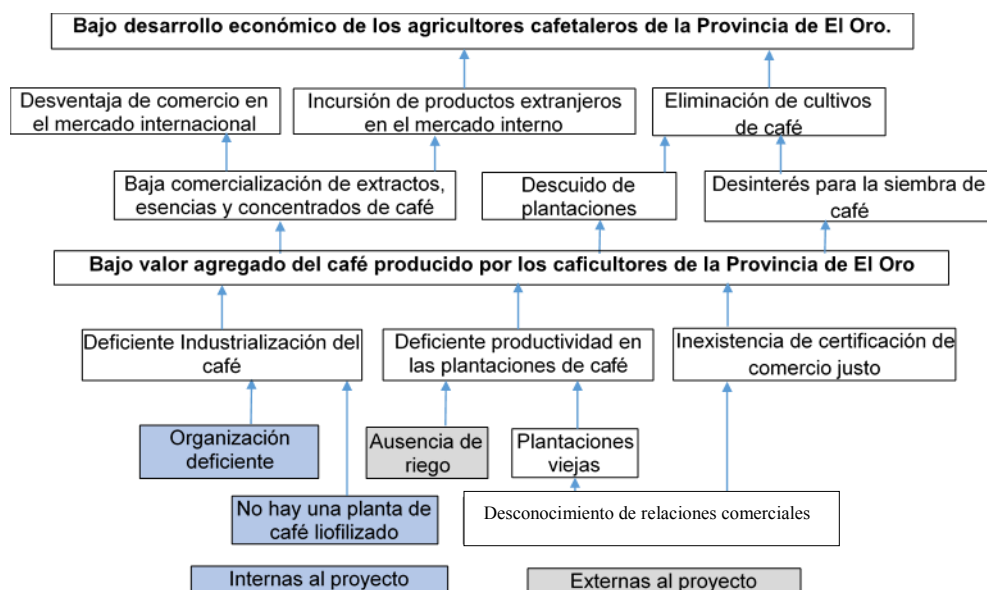 Bajo desarrollo económico de los agricultores cafetaleros de la Provincia de El Oro.
Desventaja de comercio en
el mercado internacional
Incursión de productos extranjeros
en el mercado interno
Eliminación de cultivos
de café
Baja comercialización de extractos,
esencias y concentrados de café
Descuido de
plantaciones
Desinterés para la siembra de
café
Bajo valor agregado del café producido por los caficultores de la Provincia de El Oro
Deficiente Industrialización del
café
Deficiente productividad en
las plantaciones de café
Inexistencia de certificación de
comercio justo
Organización
deficiente
Ausencia de
riego
Plantaciones
viejas
No hay una planta de
café liofilizado
Desconocimiento de relaciones comerciales
Internas al proyecto
Externas al proyecto